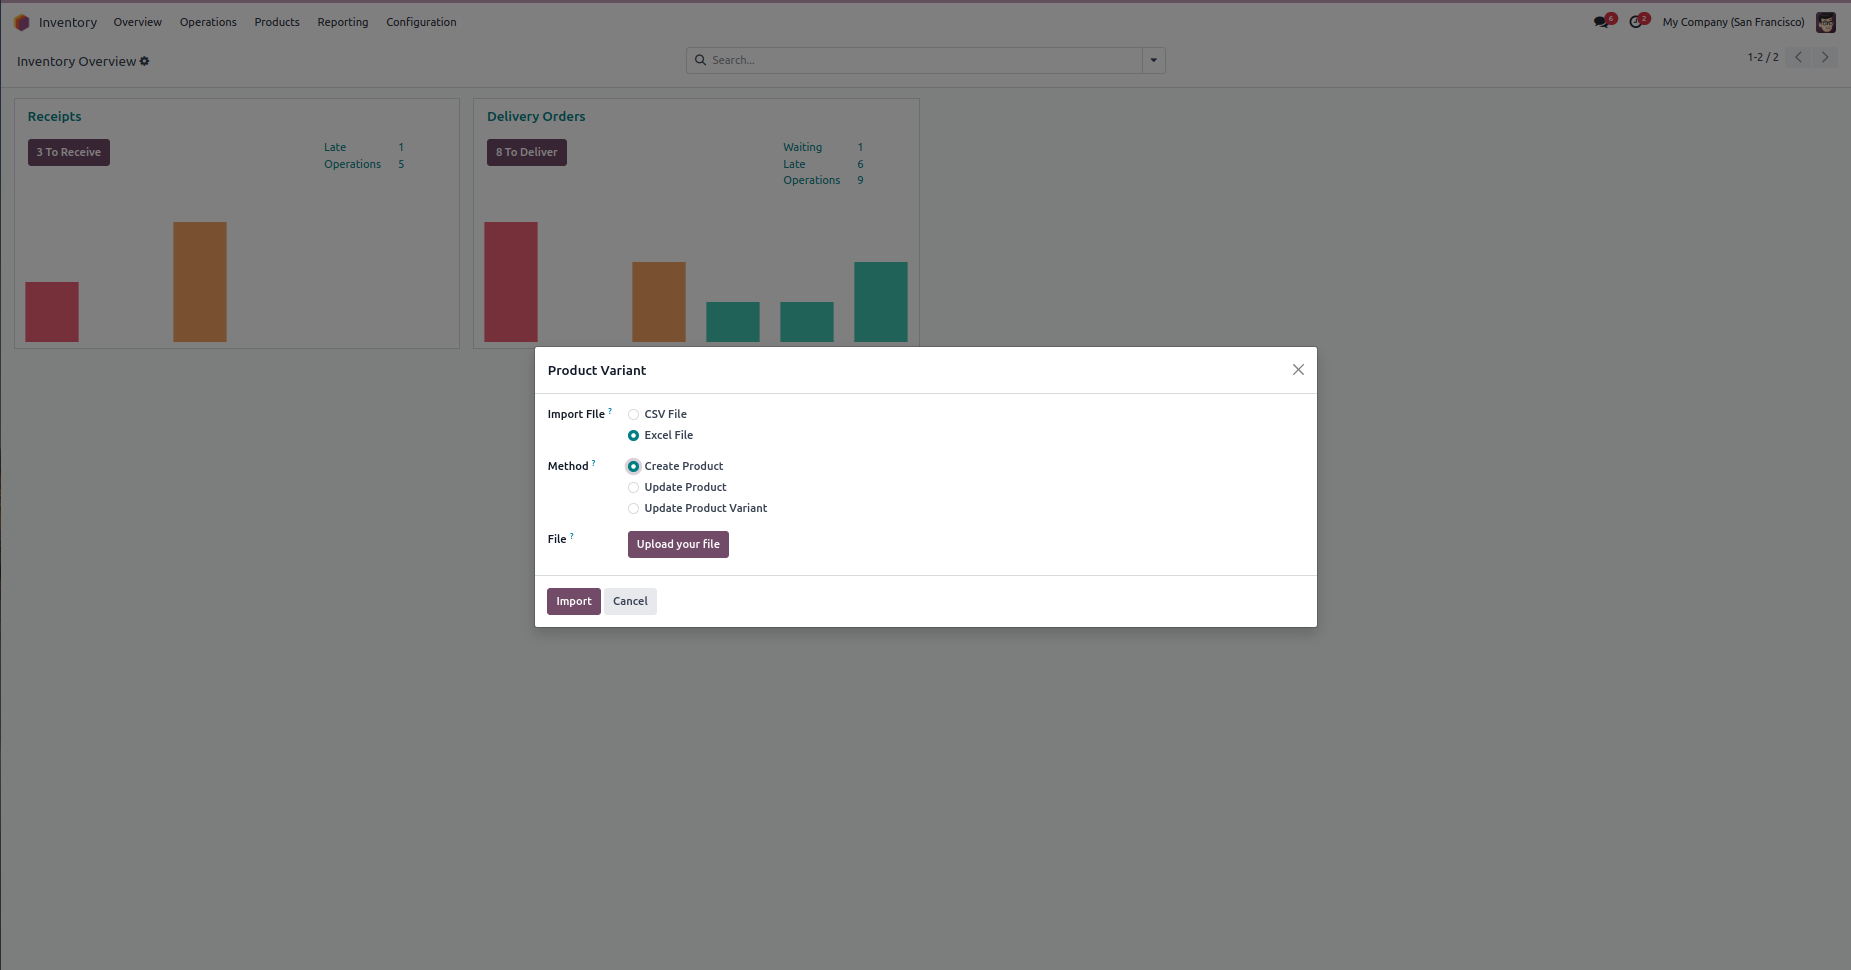 Inventory Overview Operations Products Reporting Configuration 6 2 My Company (San Francisco)
Inventory Overview Search... 1-2 / 2
Receipts
3 To Receive
Late 1
Operations 5
Delivery Orders
8 To Deliver
Waiting 1
Late 6
Operations 9
Product Variant
Import FIle ? CSV File
Excel File
Method ? Create Product
Update Product
Update Product Variant
File ? Upload your file
Import Cancel